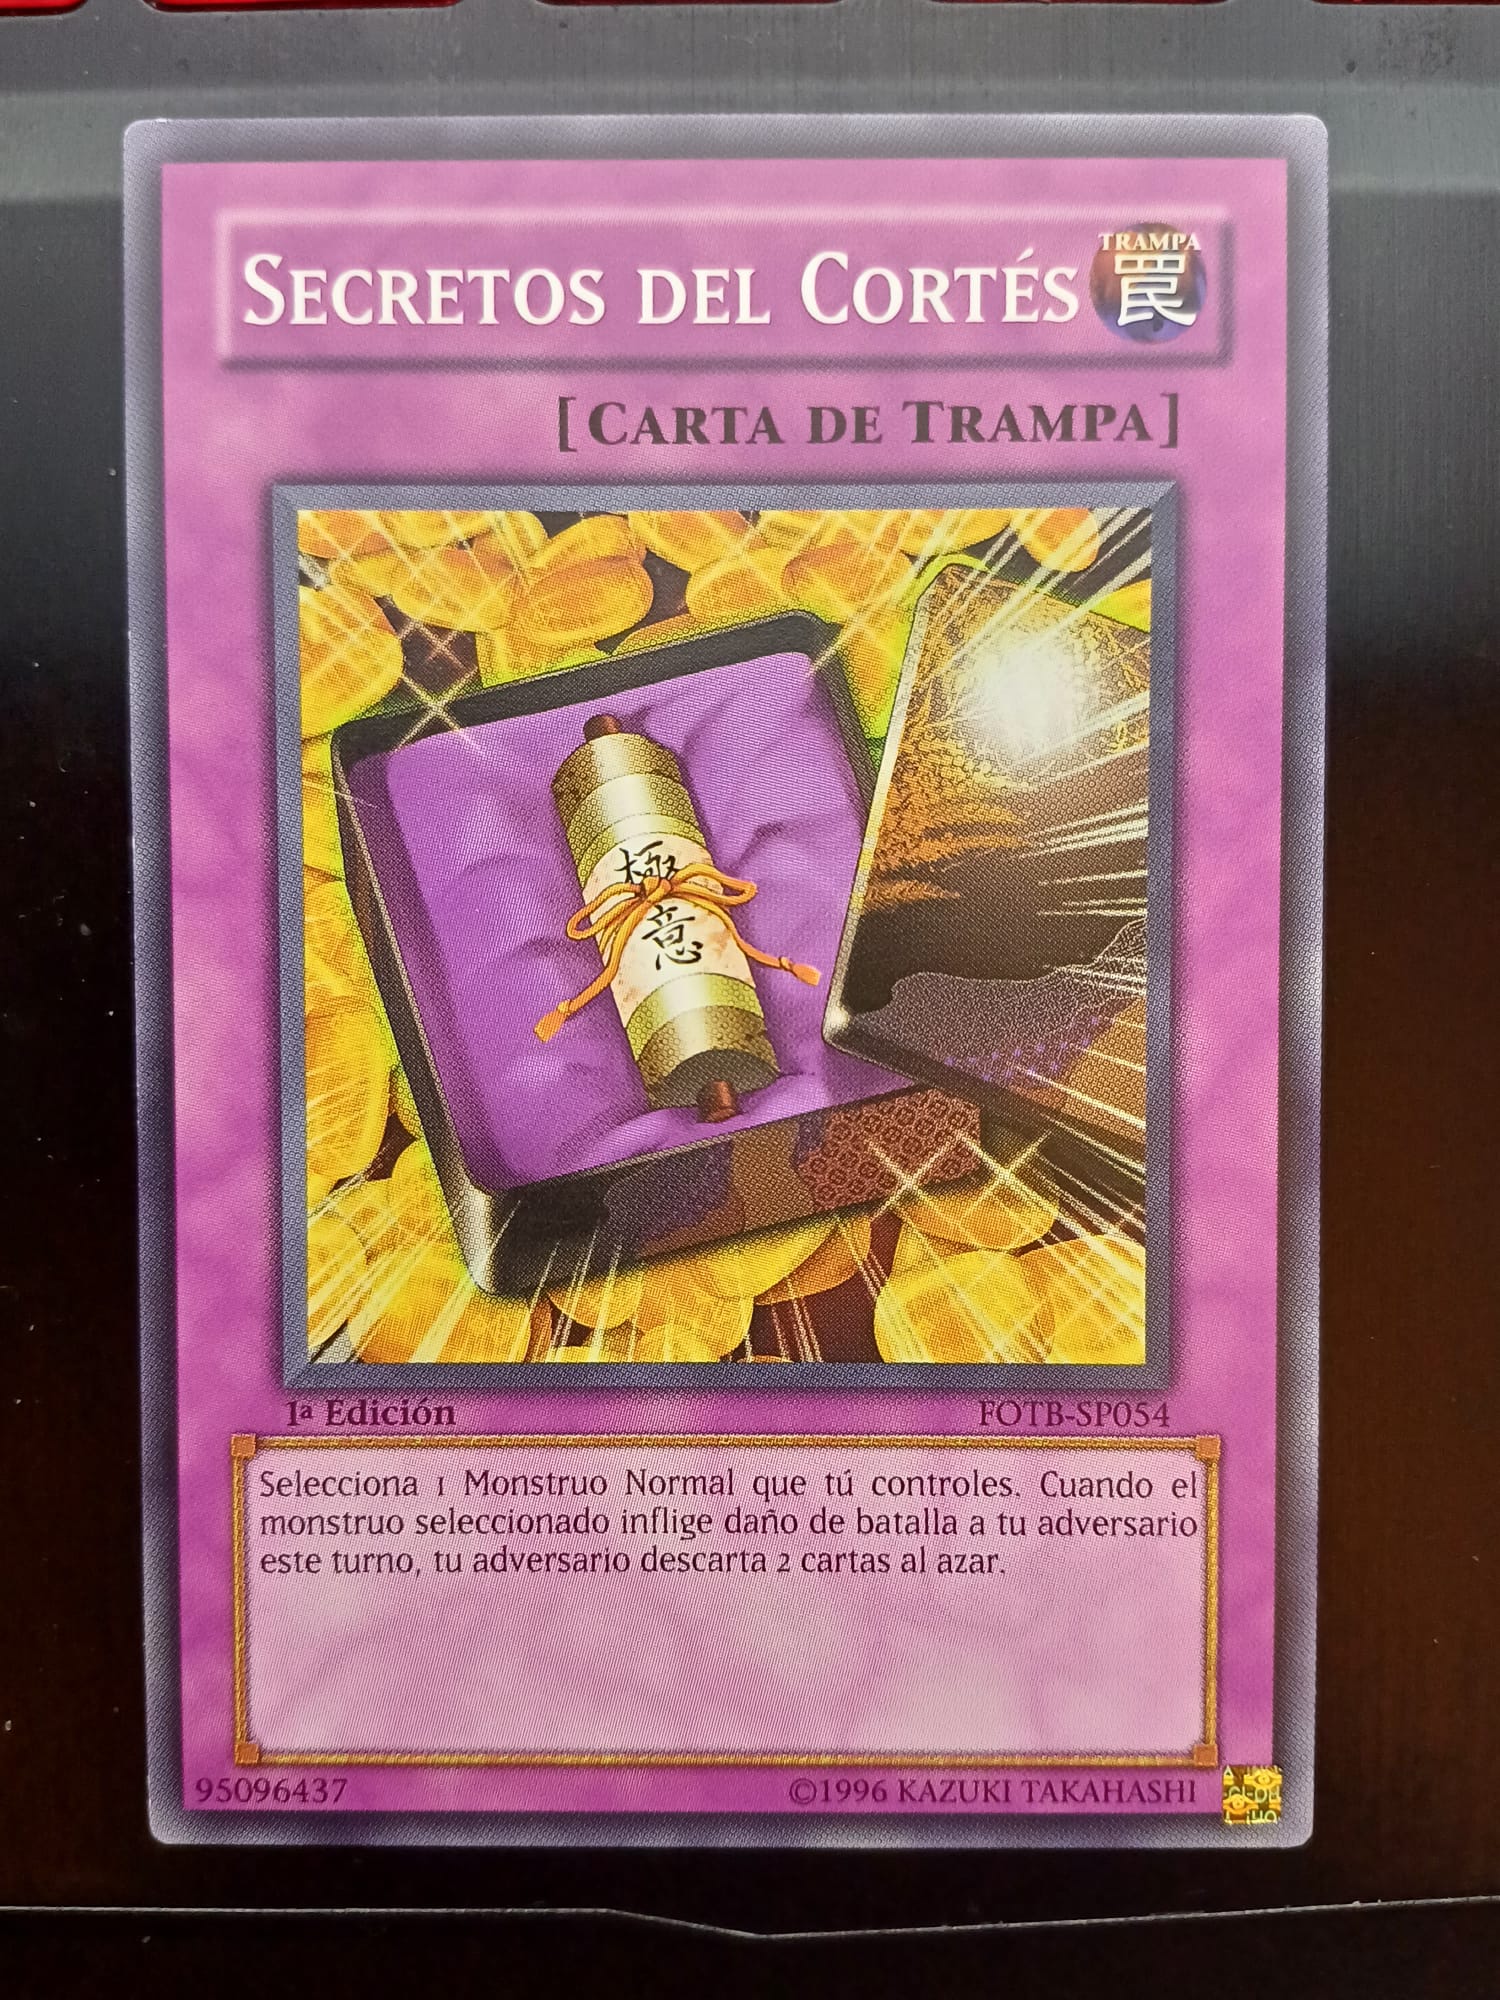 SECRETOS DEL CORTÉS
TRAMPA
罠
[CARTA DE TRAMPA]
極
意
1ª Edición
FOTB-SP054
Selecciona 1 Monstruo Normal que tú controles. Cuando el
monstruo seleccionado inflige daño de batalla a tu adversario
este turno, tu adversario descarta 2 cartas al azar.
95096437
©1996 KAZUKI TAKAHASHI